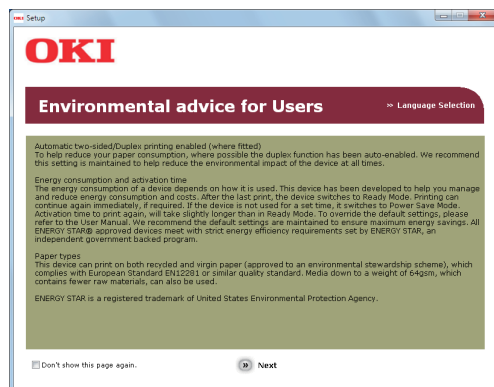 OKI Setup
OKI
Environmental advice for Users
» Language Selection
Automatic two-sided/Duplex printing enabled (where fitted)
To help reduce your paper consumption, where possible the duplex function has been auto-enabled. We recommend
this setting is maintained to help reduce the environmental impact of the device at all times.
Energy consumption and activation time
The energy consumption of a device depends on how it is used. This device has been developed to help you manage
and reduce energy consumption and costs. After the last print, the device switches to Ready Mode. Printing can
continue again immediately, if required. If the device is not used for a set time, it switches to Power Save Mode.
Activation time to print again, will take slightly longer than in Ready Mode. To override the default settings, please
refer to the User Manual. We recommend the default settings are maintained to ensure maximum energy savings. All
ENERGY STAR® approved devices meet with strict energy efficiency requirements set by ENERGY STAR, an
independent government backed program.
Paper types
This device can print on both recycled and virgin paper (approved to an environmental stewardship scheme), which
complies with European Standard EN12281 or similar quality standard. Media down to a weight of 64gsm, which
contains fewer raw materials, can also be used.
ENERGY STAR is a registered trademark of United States Environmental Protection Agency.
Don't show this page again.
» Next